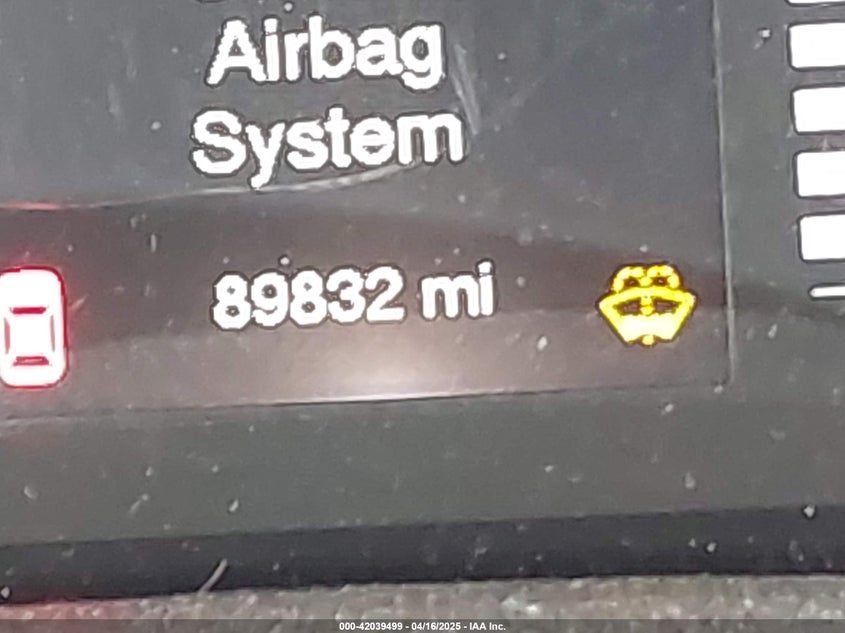 Airbag
System
89832 mi
000-42039499 - 04/16/2025 - IAA Inc.